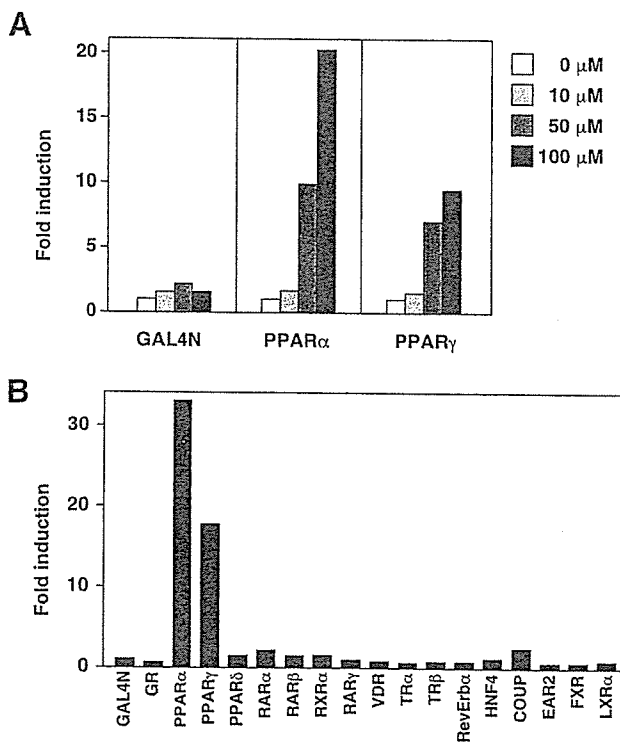 A
Fold induction
20
15
10
5
0
GAL4N
PPARα
PPARγ
0 μM
10 μM
50 μM
100 μM
B
Fold induction
30
20
10
0
GAL4N
GR
PPARα
PPARγ
PPARδ
RARα
RARβ
RXRα
RARγ
VDR
TRα
TRβ
RevErbα
HNF4
COUP
EAR2
FXR
LXRα